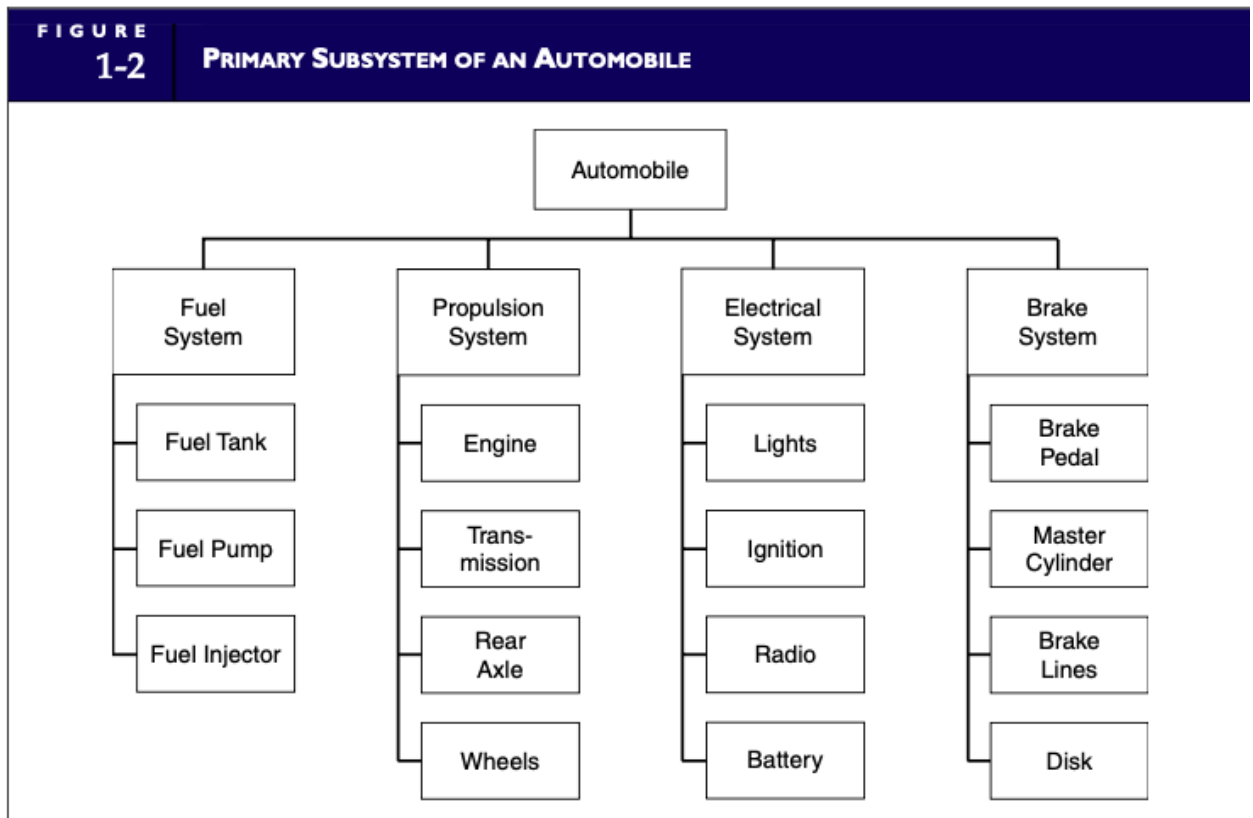 FIGURE
1-2
PRIMARY SUBSYSTEM OF AN AUTOMOBILE
Automobile
Fuel
System
Propulsion
System
Electrical
System
Brake
System
Fuel Tank
Engine
Lights
Brake
Pedal
Fuel Pump
Trans-
mission
Ignition
Master
Cylinder
Fuel Injector
Rear
Axle
Radio
Brake
Lines
Wheels
Battery
Disk